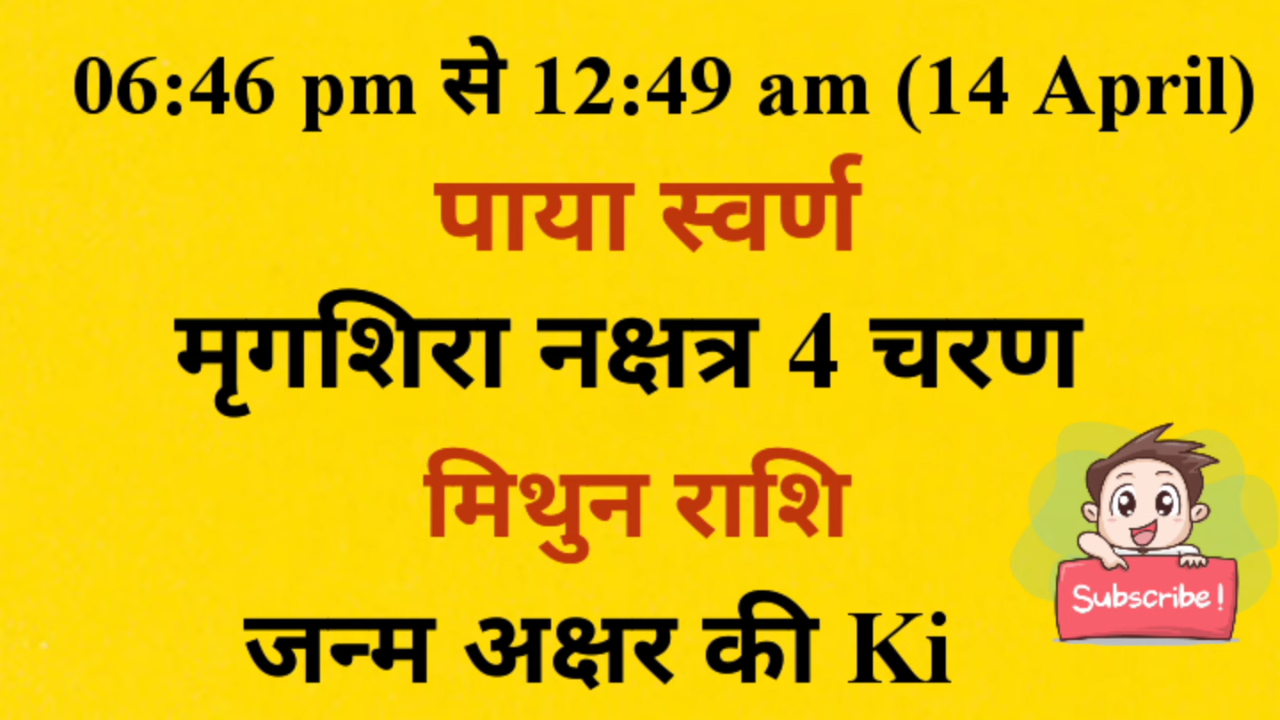 06:46 pm से 12:49 am (14 April)
पाया स्वर्ण
मृगशिरा नक्षत्र 4 चरण
मिथुन राशि
Subscribe!
जन्म अक्षर की Ki